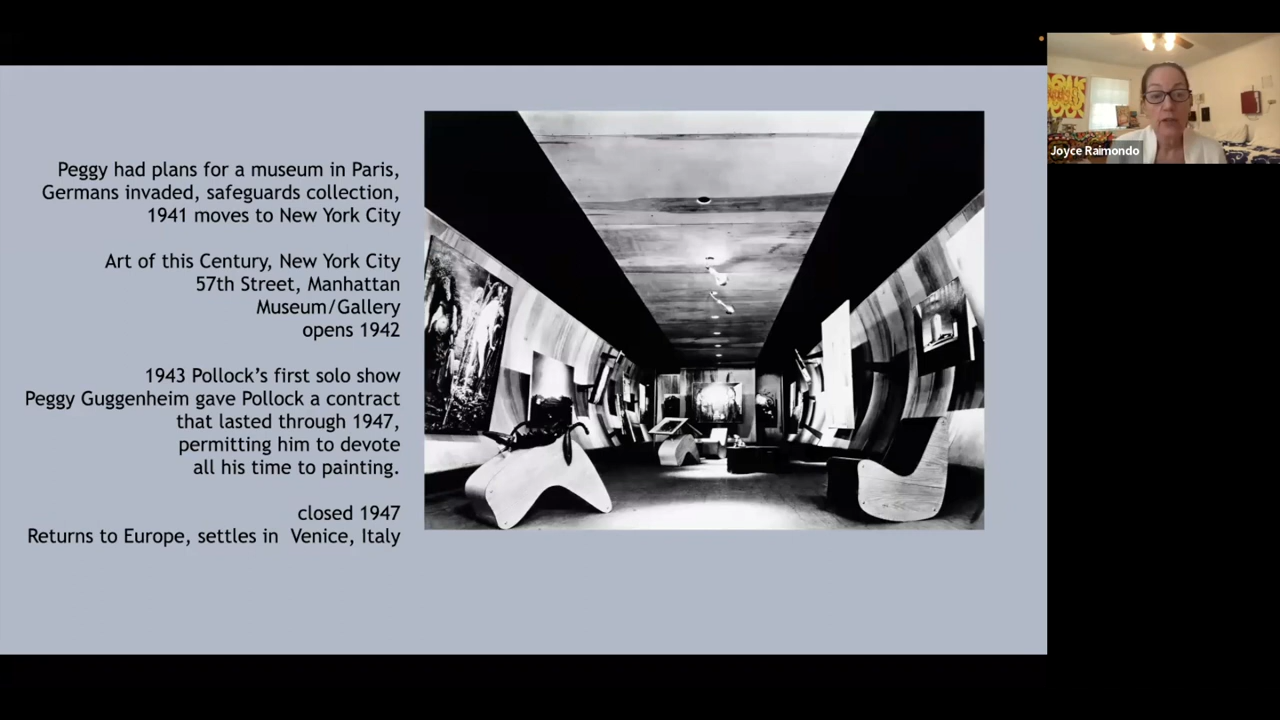 Peggy had plans for a museum in Paris,
Germans invaded, safeguards collection,
1941 moves to New York City
Art of this Century, New York City
57th Street, Manhattan
Museum/Gallery
opens 1942
1943 Pollock's first solo show
Peggy Guggenheim gave Pollock a contract
that lasted through 1947,
permitting him to devote
all his time to painting.
closed 1947
Returns to Europe, settles in  Venice, Italy
Joyce Raimondo